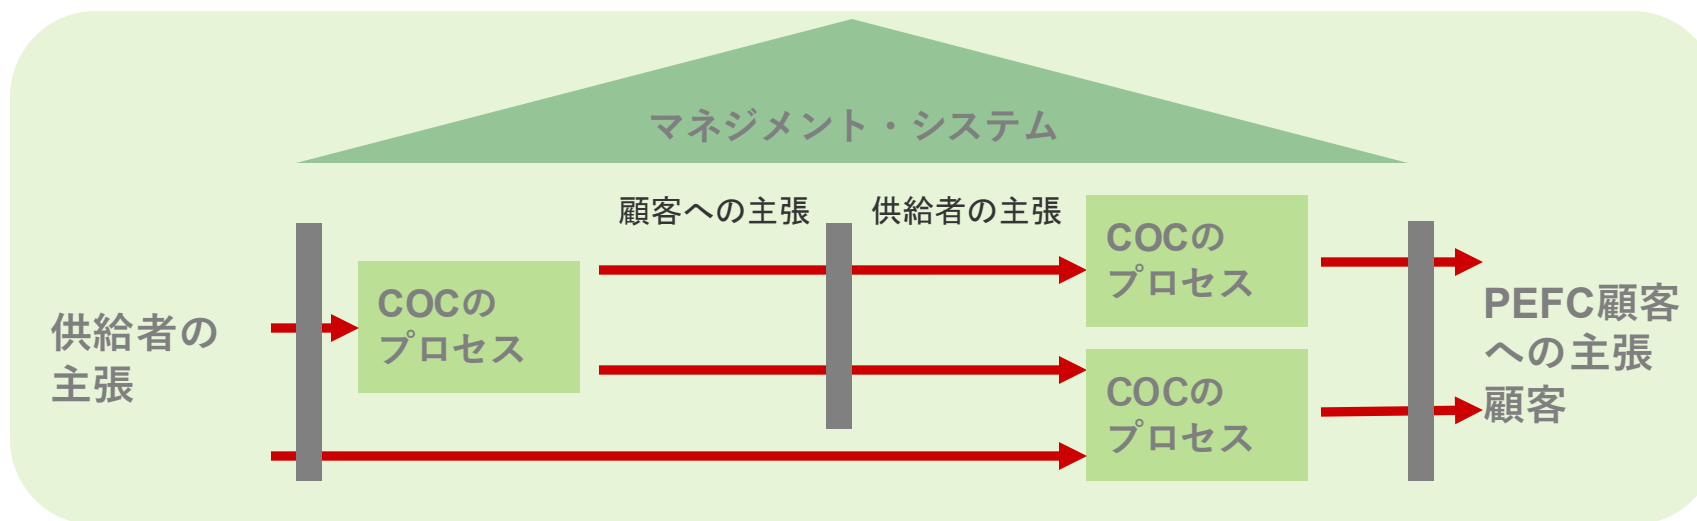 マネジメント・システム
顧客への主張
供給者の主張
供給者の
主張
COCの
プロセス
COCの
プロセス
COCの
プロセス
PEFC顧客
への主張
顧客